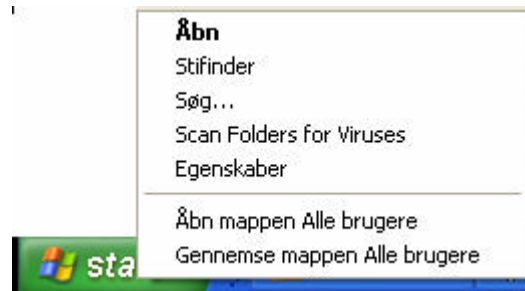 Åbn
Stifinder
Søg...
Scan Folders for Viruses
Egenskaber
Åbn mappen Alle brugere
Gennemse mappen Alle brugere
sta